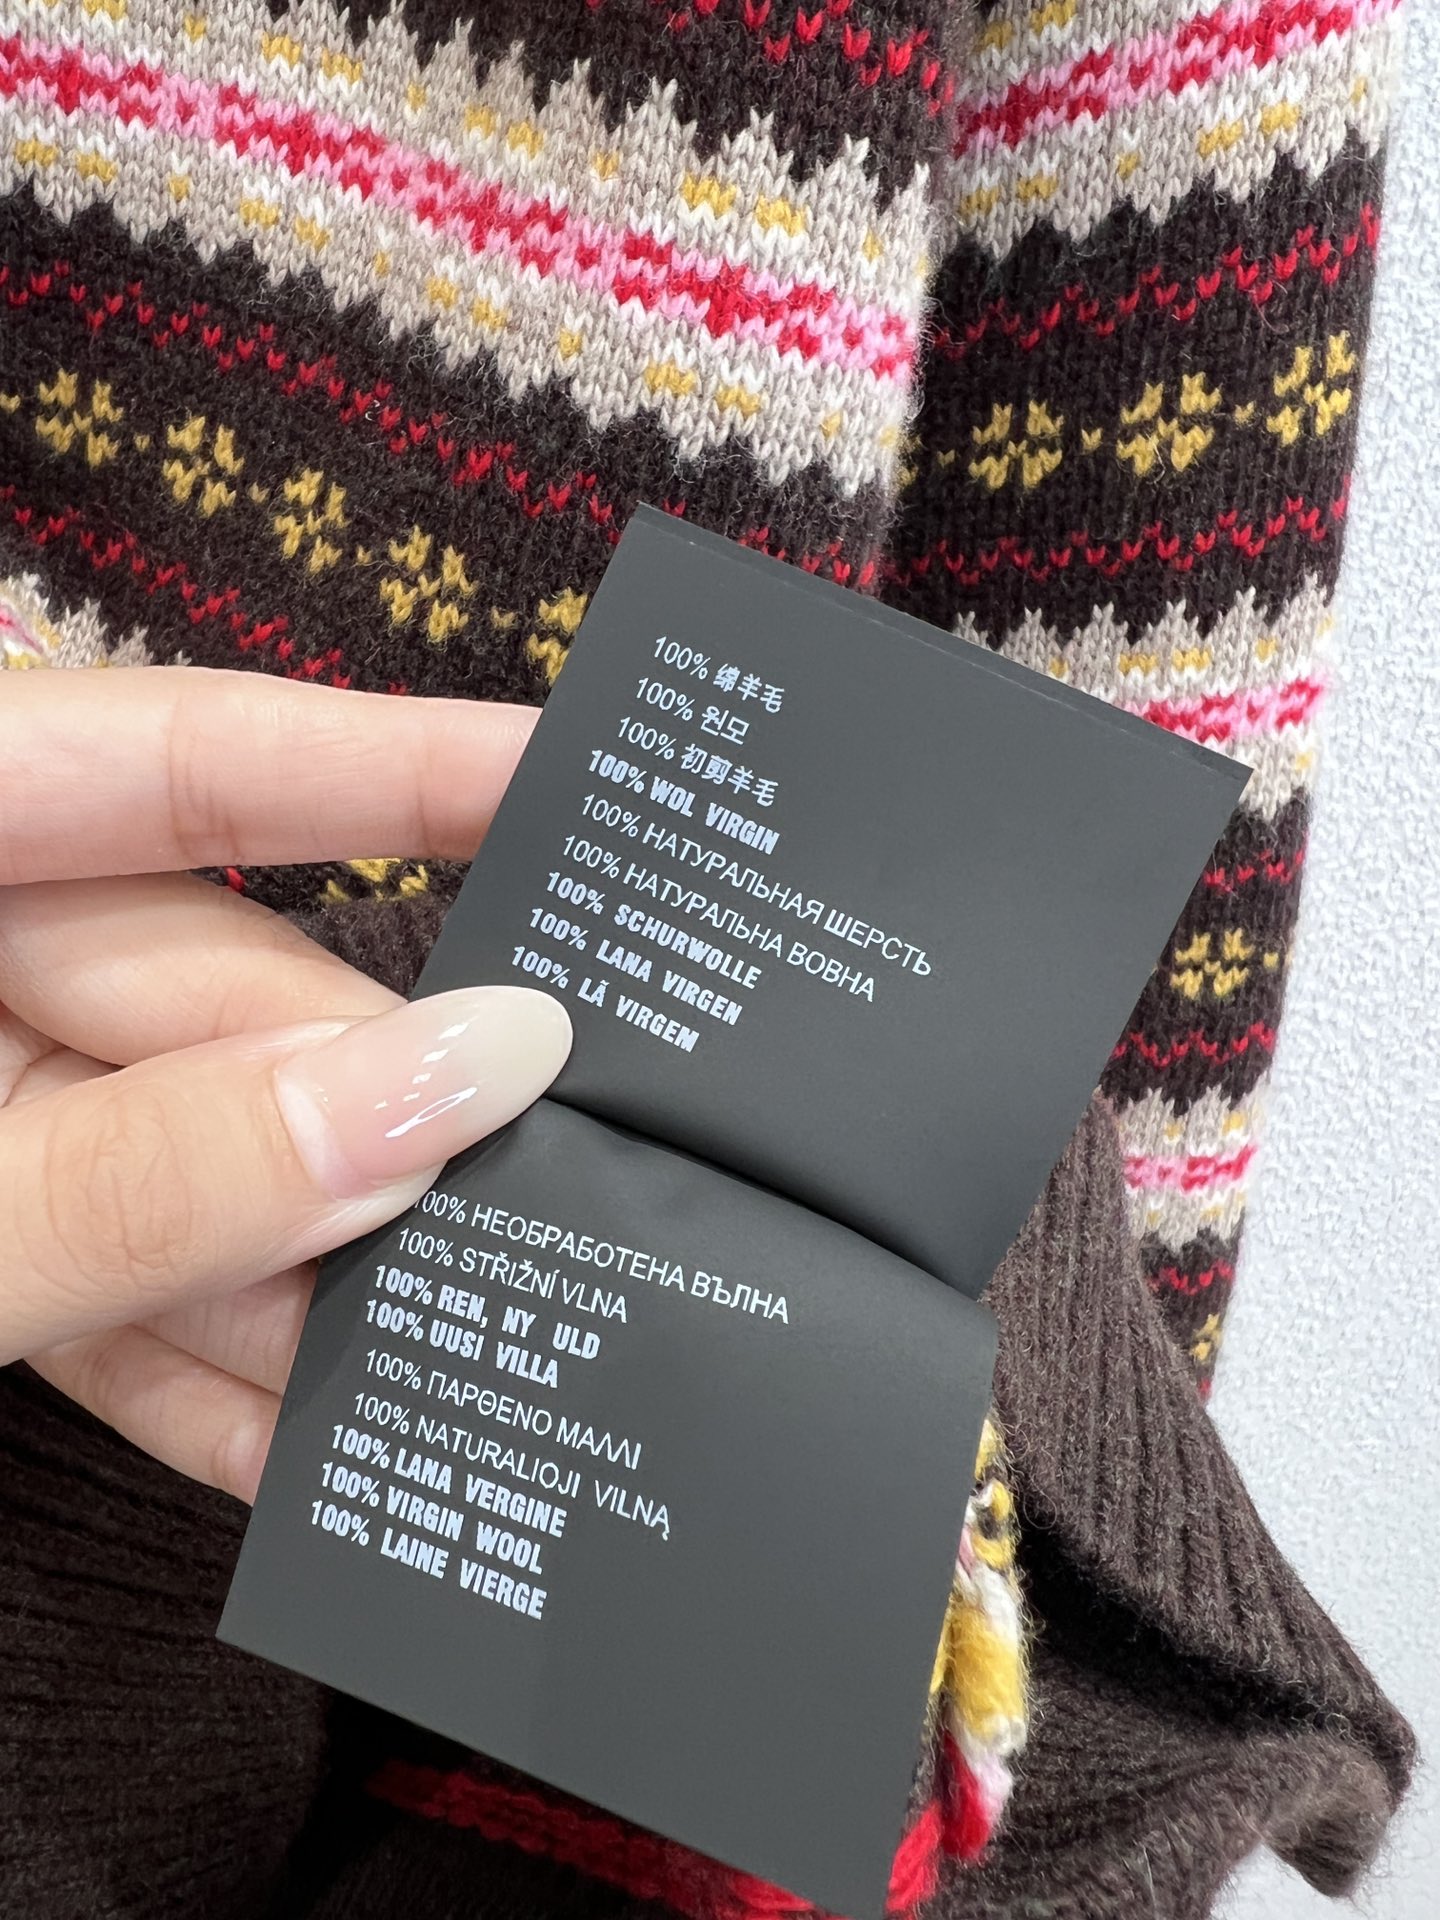 100% 绵羊毛
100% 원모
100% 初剪羊毛
100% WOL VIRGIN
100% НАТУРАЛЬНАЯ ШЕРСТЬ
100% НАТУРАЛЬНА ВОВНА
100% SCHURWOLLE
100% LANA VIRGEN
100% LÃ VIRGEM
100% НЕОБРАБОТЕНА ВЪЛНА
100% STŘIŽNÍ VLNA
100% REN, NY ULD
100% UUSI VILLA
100% ΠΑΡΘΕΝΟ ΜΑΛΛΙ
100% NATURALIOJI VILNĄ
100% LANA VERGINE
100% VIRGIN WOOL
100% LAINE VIERGE